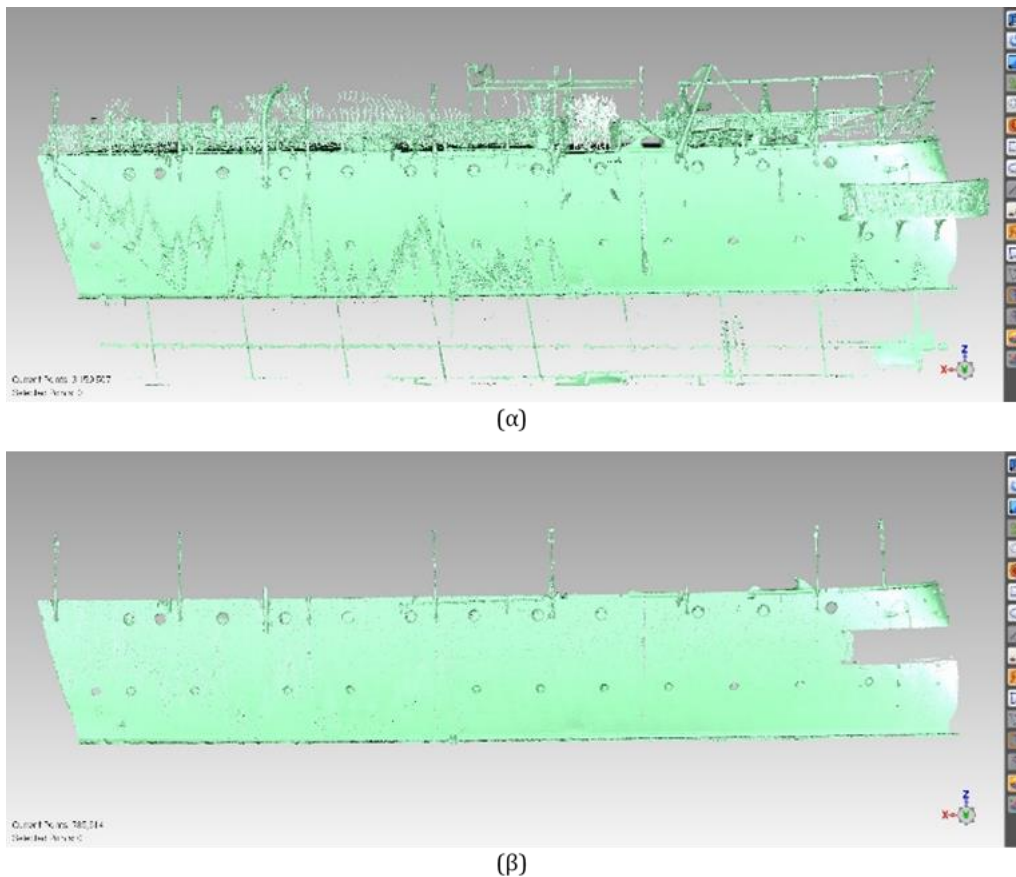 Z
X
Y
Current Points:
Selected Points: 0
(α)
Z
X
Y
Current Points:
Selected Points: 0
(β)